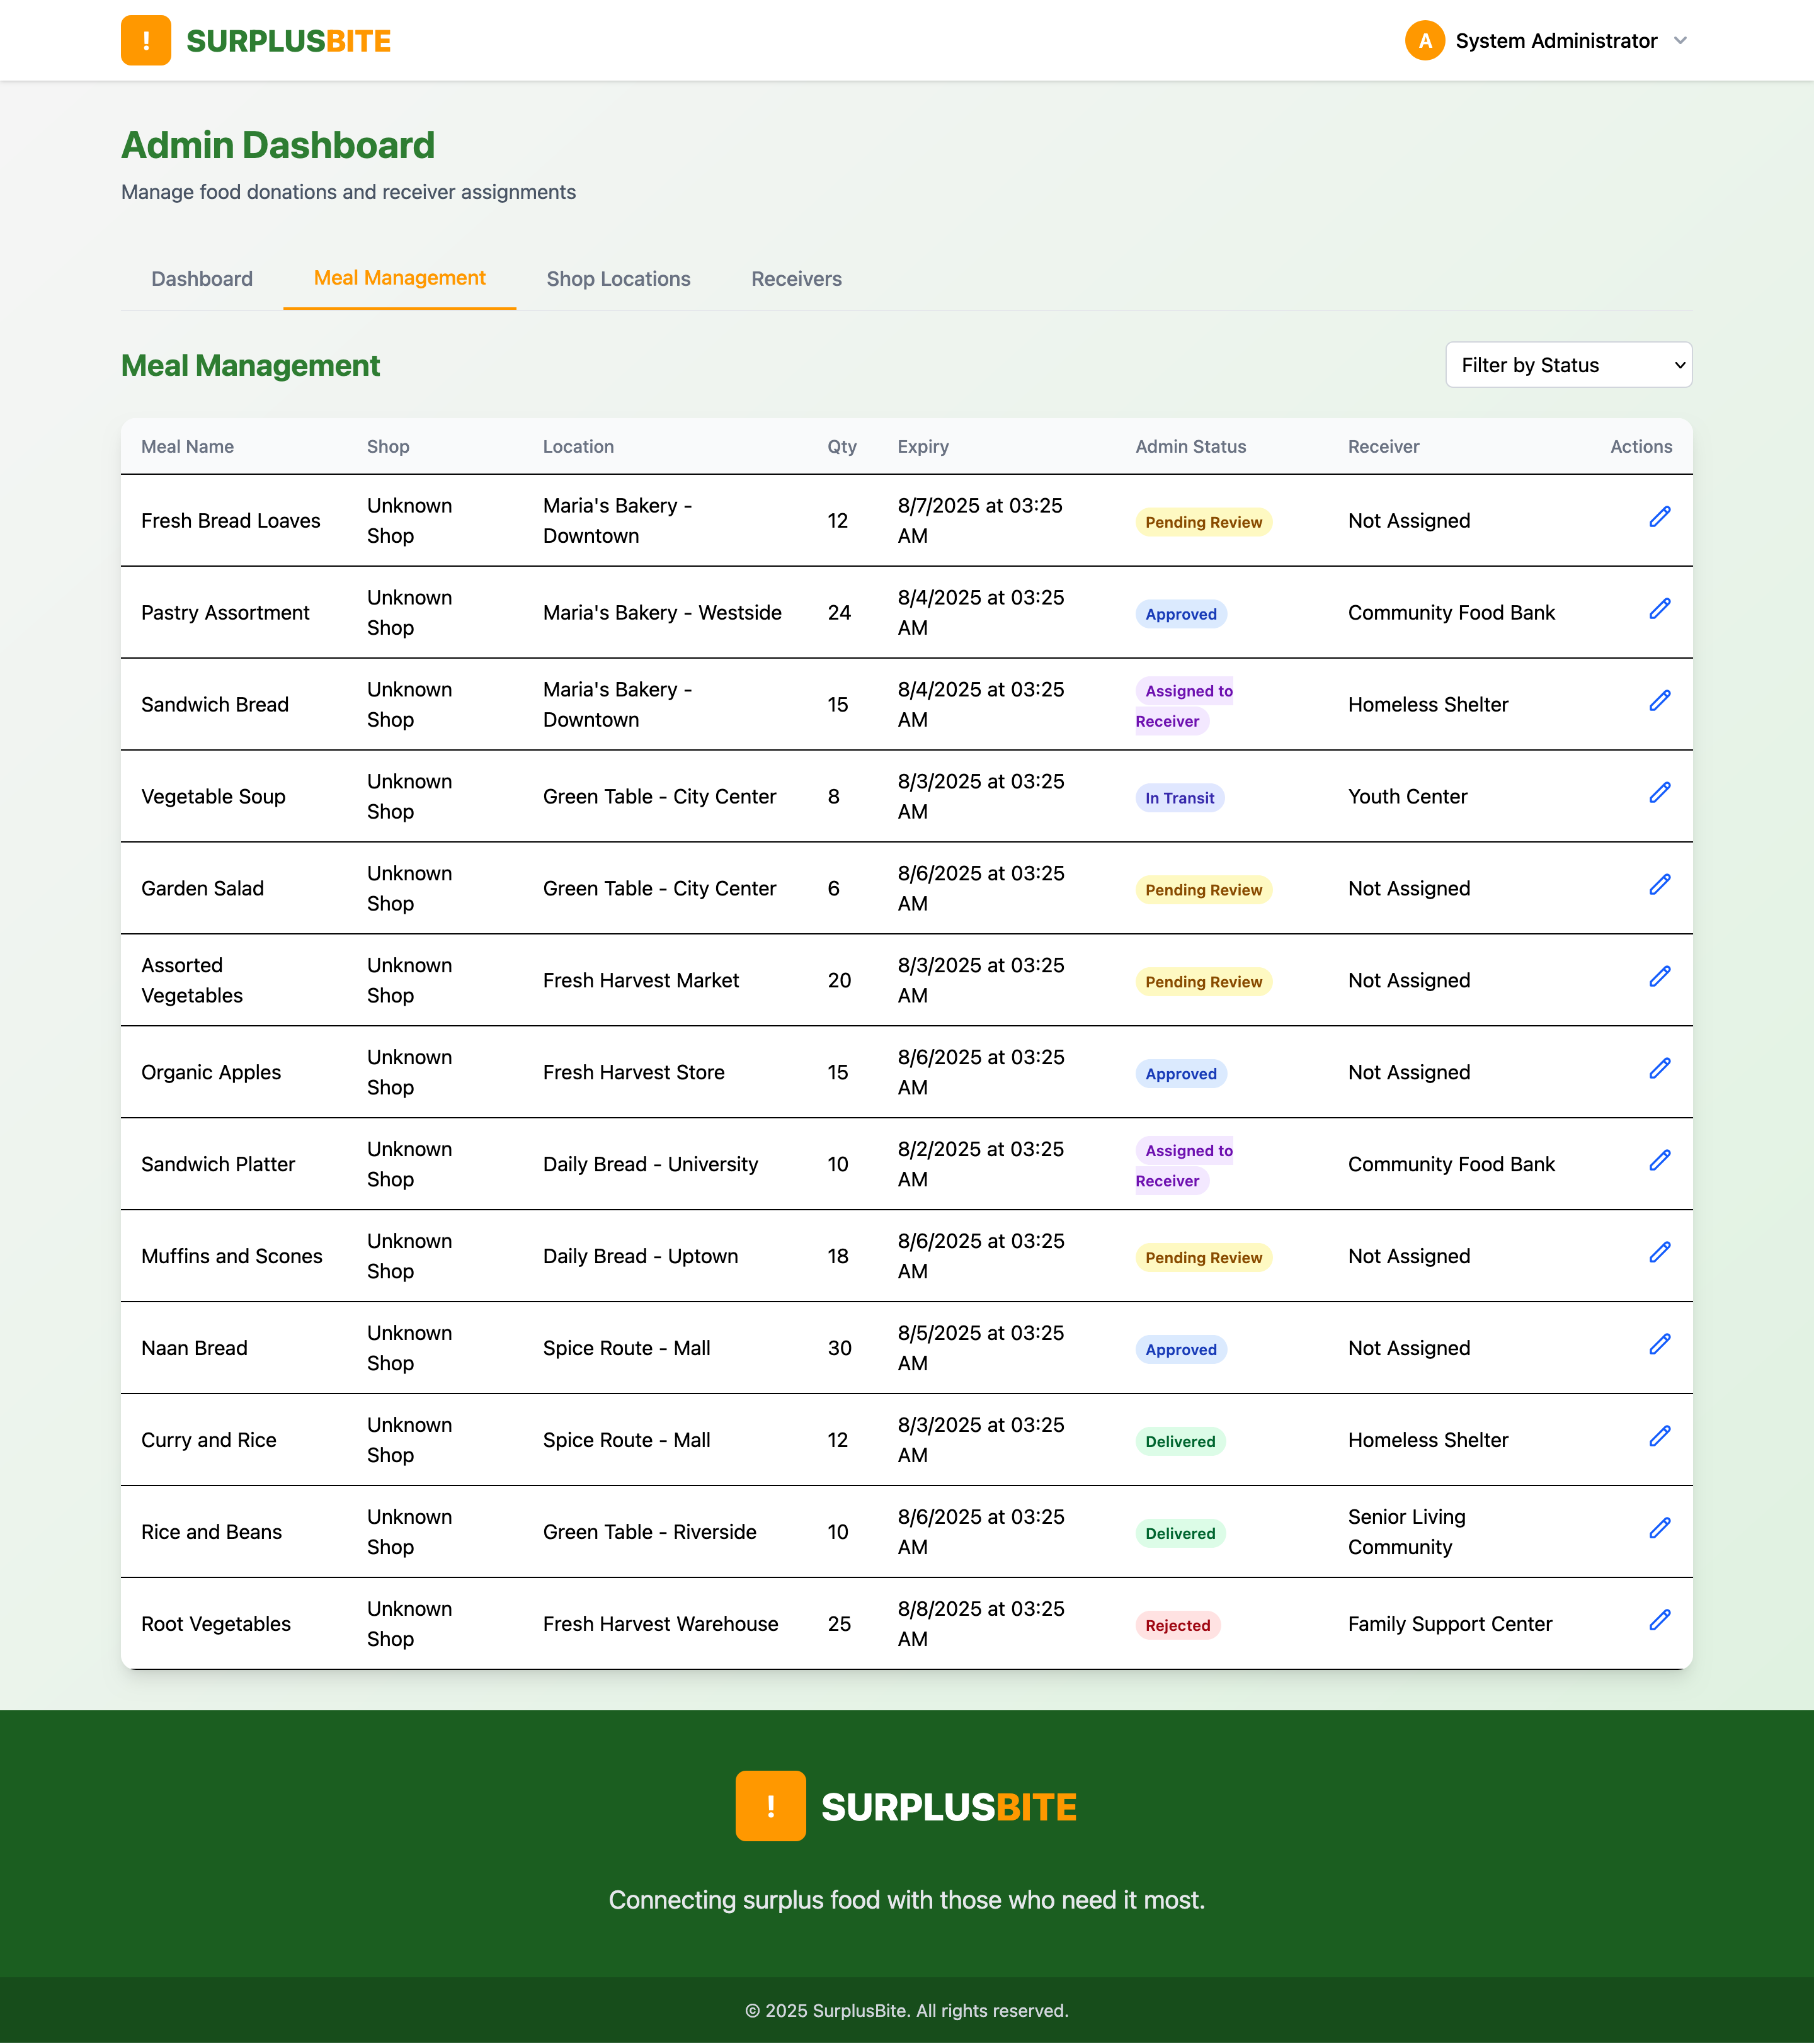 ! SURPLUSBITE
A System Administrator
Admin Dashboard
Manage food donations and receiver assignments
Dashboard Meal Management Shop Locations Receivers
Meal Management
Filter by Status
Meal Name Shop Location Qty Expiry Admin Status Receiver Actions
Fresh Bread Loaves Unknown Shop Maria's Bakery - Downtown 12 8/7/2025 at 03:25 AM Pending Review Not Assigned
Pastry Assortment Unknown Shop Maria's Bakery - Westside 24 8/4/2025 at 03:25 AM Approved Community Food Bank
Sandwich Bread Unknown Shop Maria's Bakery - Downtown 15 8/4/2025 at 03:25 AM Assigned to Receiver Homeless Shelter
Vegetable Soup Unknown Shop Green Table - City Center 8 8/3/2025 at 03:25 AM In Transit Youth Center
Garden Salad Unknown Shop Green Table - City Center 6 8/6/2025 at 03:25 AM Pending Review Not Assigned
Assorted Vegetables Unknown Shop Fresh Harvest Market 20 8/3/2025 at 03:25 AM Pending Review Not Assigned
Organic Apples Unknown Shop Fresh Harvest Store 15 8/6/2025 at 03:25 AM Approved Not Assigned
Sandwich Platter Unknown Shop Daily Bread - University 10 8/2/2025 at 03:25 AM Assigned to Receiver Community Food Bank
Muffins and Scones Unknown Shop Daily Bread - Uptown 18 8/6/2025 at 03:25 AM Pending Review Not Assigned
Naan Bread Unknown Shop Spice Route - Mall 30 8/5/2025 at 03:25 AM Approved Not Assigned
Curry and Rice Unknown Shop Spice Route - Mall 12 8/3/2025 at 03:25 AM Delivered Homeless Shelter
Rice and Beans Unknown Shop Green Table - Riverside 10 8/6/2025 at 03:25 AM Delivered Senior Living Community
Root Vegetables Unknown Shop Fresh Harvest Warehouse 25 8/8/2025 at 03:25 AM Rejected Family Support Center
! SURPLUSBITE
Connecting surplus food with those who need it most.
© 2025 SurplusBite. All rights reserved.